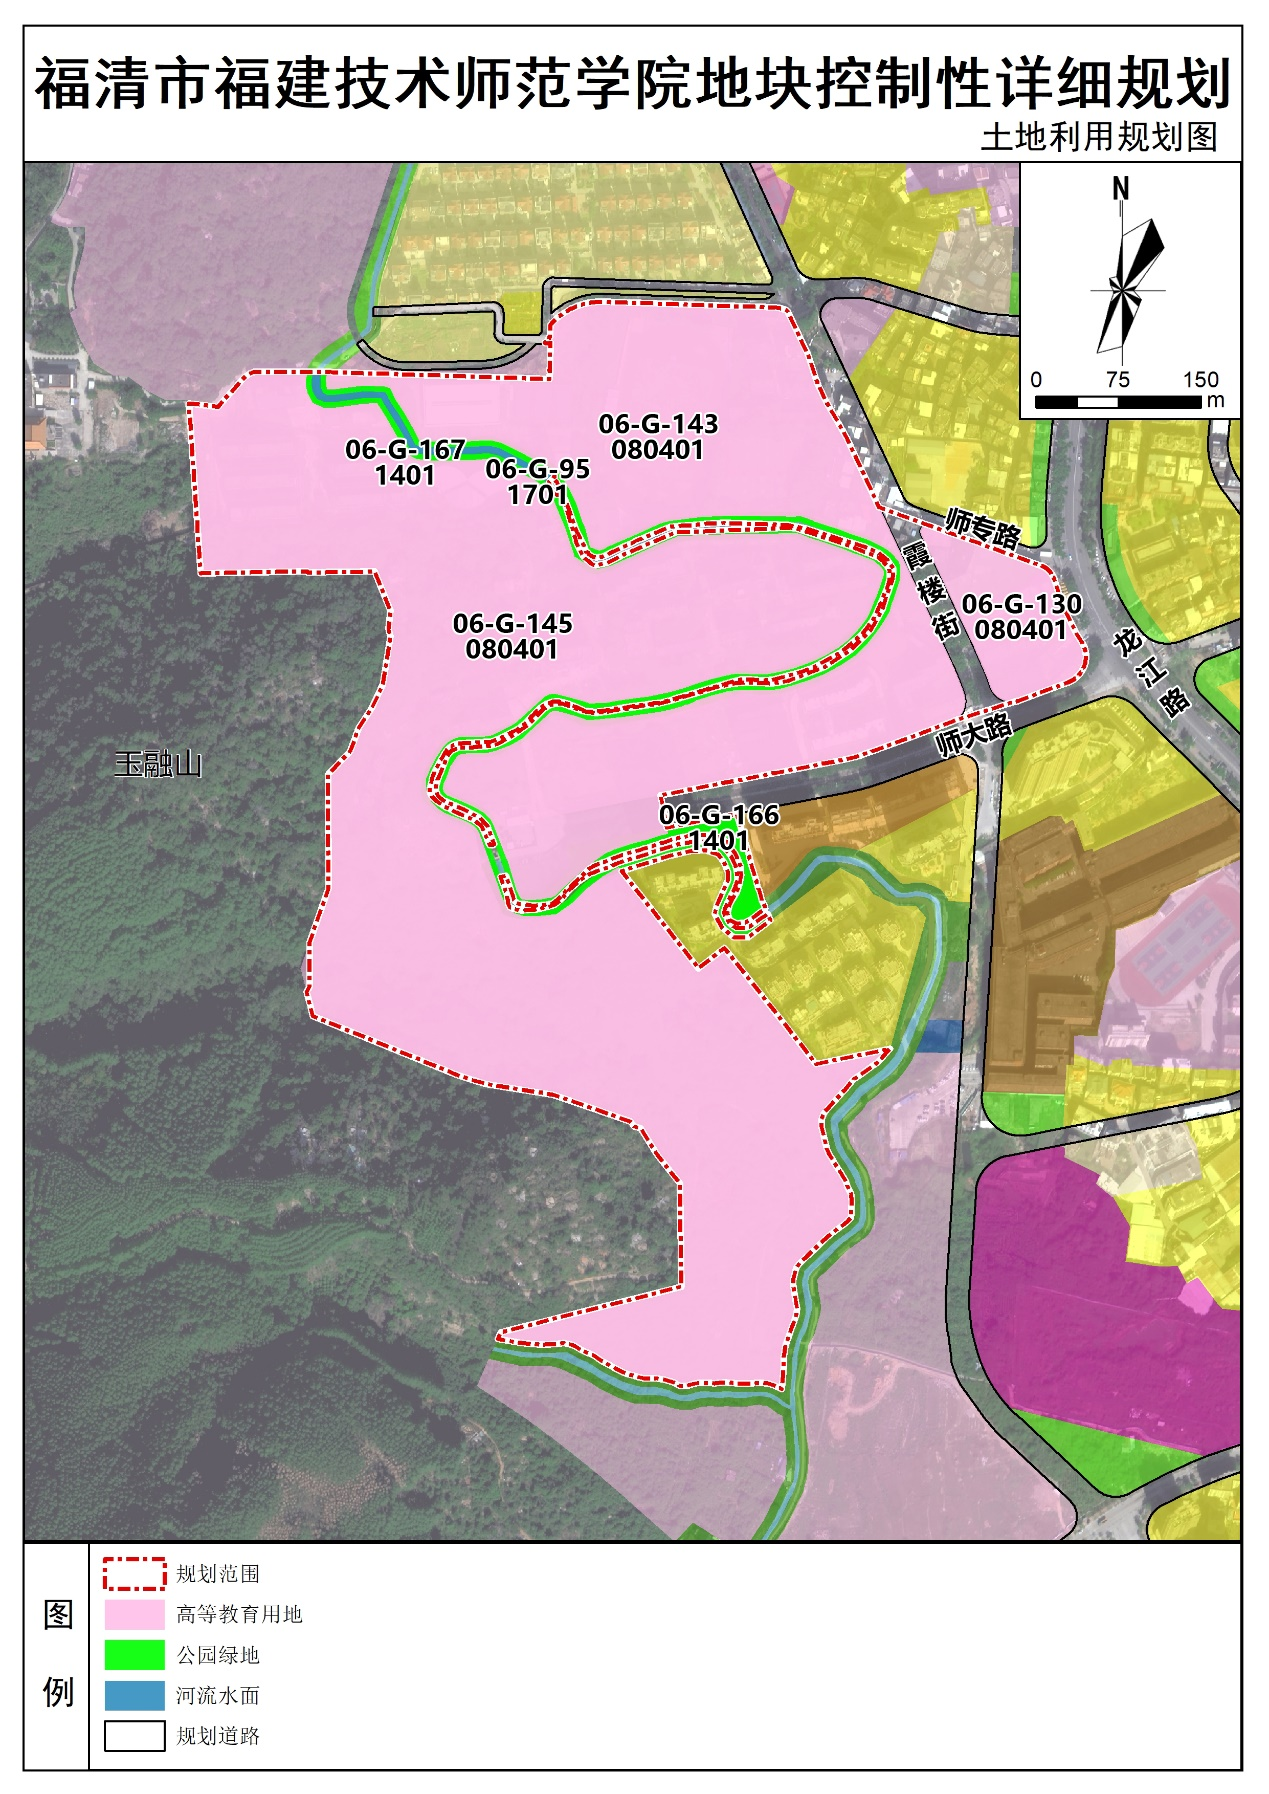 福清市福建技术师范学院地块控制性详细规划
土地利用规划图
N
0 75 150
m
06-G-143
080401
06-G-167
1401
06-G-95
1701
师专路
霞楼街
06-G-130
080401
06-G-145
080401
龙江路
师大路
玉融山
06-G-166
1401
图例
规划范围
高等教育用地
公园绿地
河流水面
规划道路